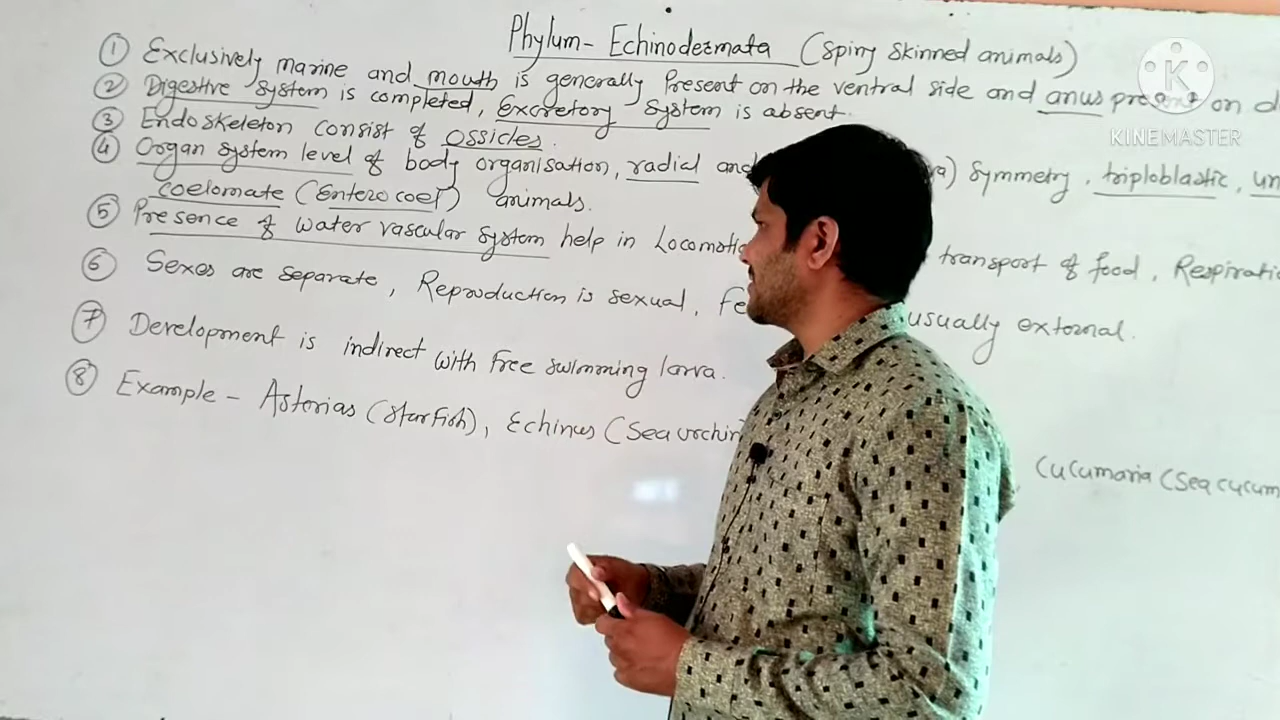 Phylum- Echinodermata (Spiny skinned animals)
① Exclusively marine and mouth is generally Present on the ventral side and anus present on d
② Digestive system is completed, excretory system is absent.
③ Endoskeleton consist of ossicles.
④ Organ system level of body organisation, radial and a) Symmetry, triploblastic, un
coelomate (Enterocoel) animals.
⑤ Presence of water vascular system help in Locomotio transport of food, Respiratio
⑥ Sexes are separate, Reproduction is sexual, Fe usually external.
⑦ Development is indirect with Free swimming larva.
⑧ Example - Asterias (Starfish), Echinus (Sea urchin
Cucumaria (Sea cucum
K
KINEMASTER